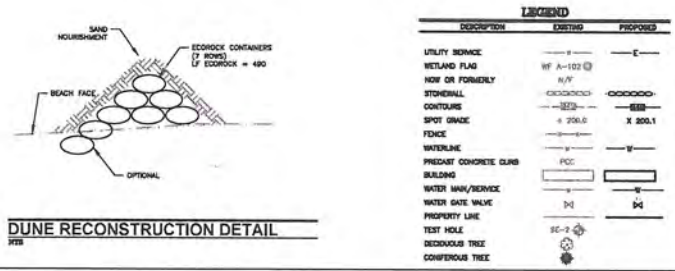 SAND
NOURISHMENT
ECOROCK CONTAINERS
(7 ROWS)
LF ECOROCK = 490
BEACH FACE
OPTIONAL
DUNE RECONSTRUCTION DETAIL
NTS
LEGEND
DESCRIPTION EXISTING PROPOSED
UTILITY SERVICE E
WETLAND FLAG WF A-102
NOW OR FORMERLY N/F
STONEWALL
CONTOURS
SPOT GRADE 200.0 X 200.1
FENCE
WATERLINE W
PRECAST CONCRETE CURB PCC
BUILDING
WATER MAIN/SERVICE W
WATER GATE VALVE
PROPERTY LINE
TEST HOLE SC-2
DECIDUOUS TREE
CONIFEROUS TREE